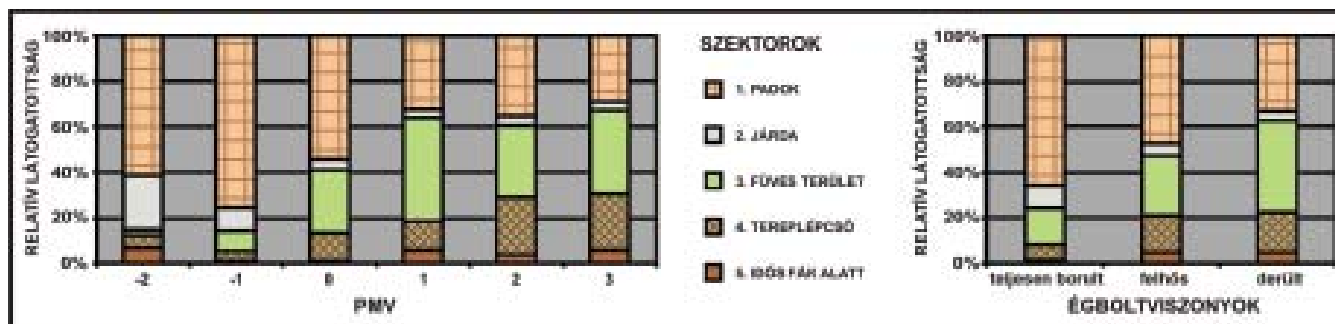 RELATÍV LÁTOGATOTTSÁG
100%
80%
60%
40%
20%
0%
-2 -1 0 1 2 3
PMV
SZEKTOROK
1. PADOK
2. JÁRDA
3. FÜVES TERÜLET
4. TEREPLÉPCSŐ
5. IDŐS FÁK ALATT
RELATÍV LÁTOGATOTTSÁG
100%
80%
60%
40%
20%
0%
teljesen borult felhős derült
ÉGBOLTVISZONYOK